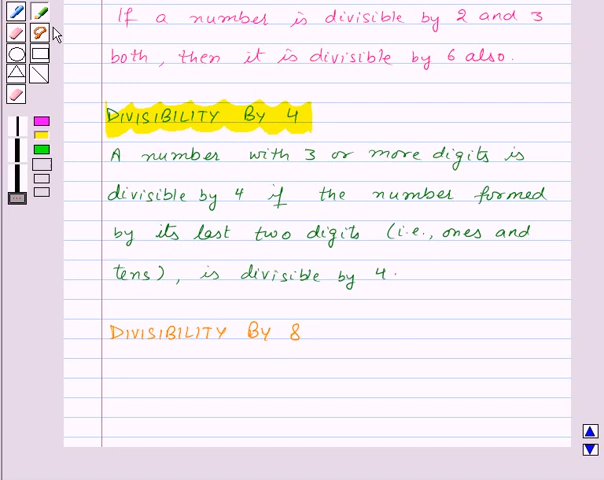 If a number is divisible by 2 and 3
both, then it is divisible by 6 also.
DIVISIBILITY BY 4
A number with 3 or more digits is
divisible by 4 if the number formed
by its last two digits (i.e., ones and
tens), is divisible by 4.
DIVISIBILITY BY 8